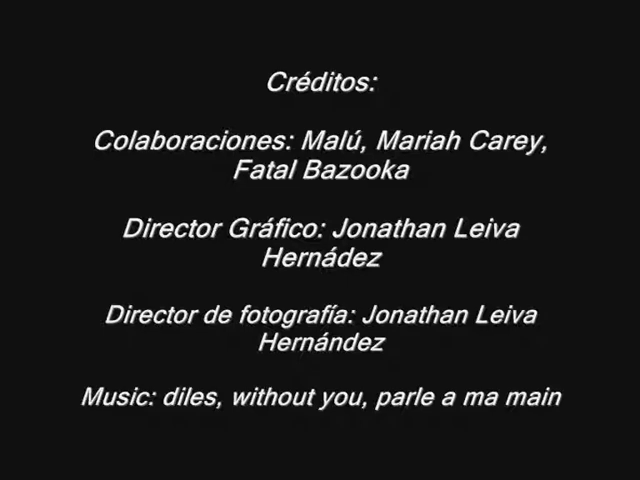 Créditos:
Colaboraciones: Malú, Mariah Carey,
Fatal Bazooka
Director Gráfico: Jonathan Leiva
Hernádez
Director de fotografía: Jonathan Leiva
Hernández
Music: diles, without you, parle a ma main